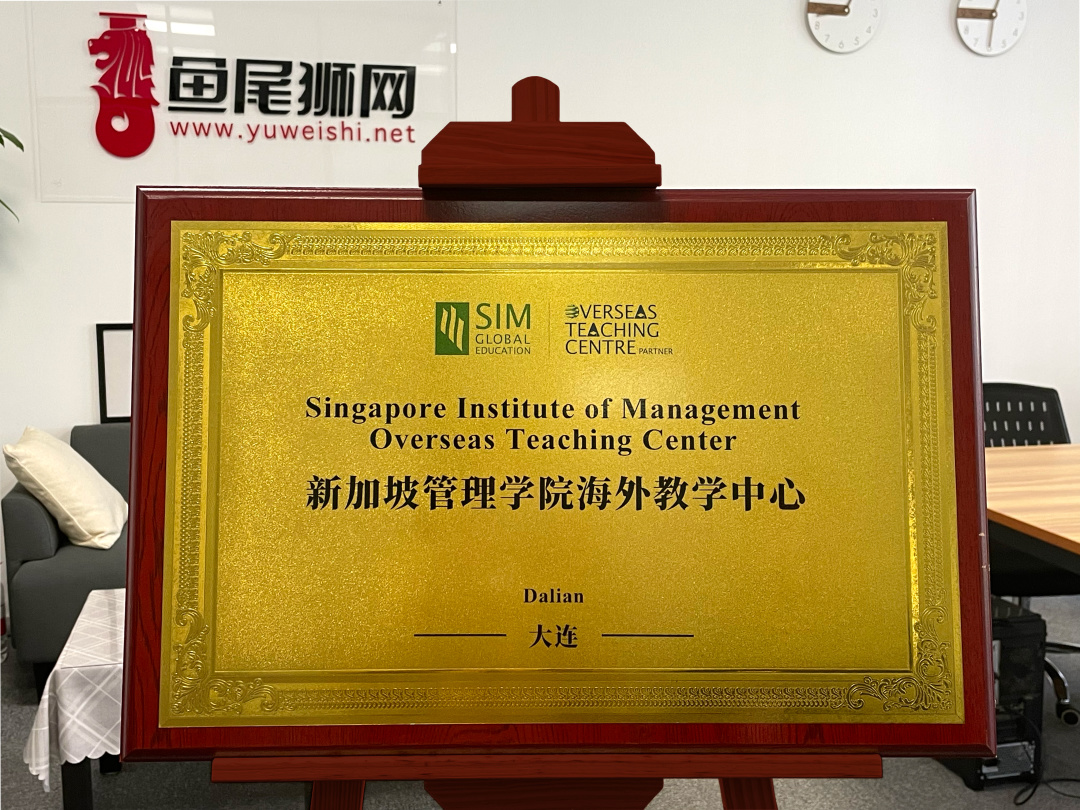 鱼尾狮网
www.yuweishi.net
SIM
GLOBAL
EDUCATION
OVERSEAS
TEACHING
CENTRE PARTNER
Singapore Institute of Management
Overseas Teaching Center
新加坡管理学院海外教学中心
Dalian
大连